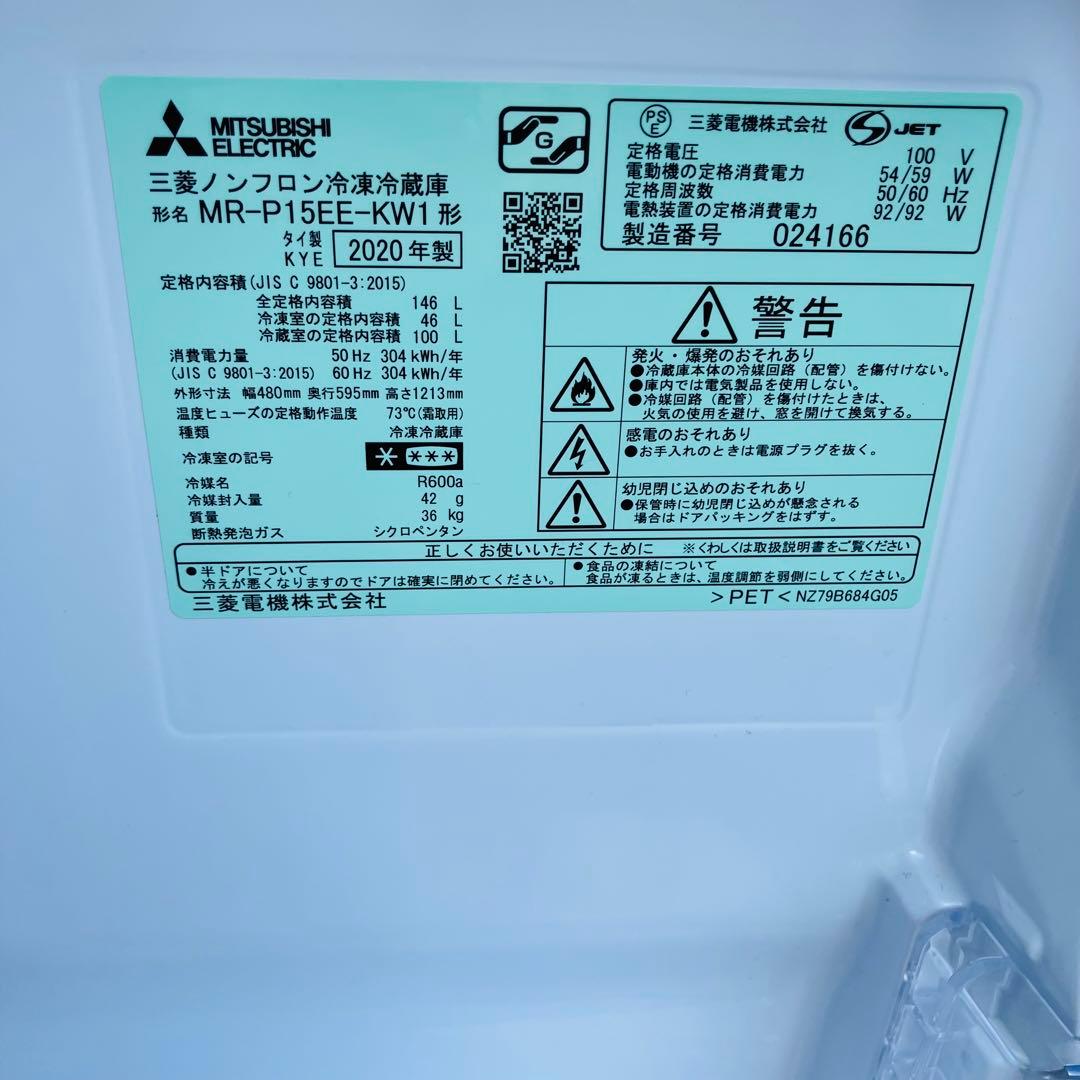 MITSUBISHI
ELECTRIC
三菱ノンフロン冷凍冷蔵庫
形名 MR-P15EE-KW1 形
タイ製
KYE
2020 年製
G
定格内容積(JIS C 9801-3:2015)
全定格内容積 146 L
冷凍室の定格内容積 46 L
冷蔵室の定格内容積 100 L
消費電力量 50 Hz 304 kWh/年
(JIS C 9801-3:2015) 60 Hz 304 kWh/年
外形寸法 幅480mm 奥行595mm 高さ1213mm
温度ヒューズの定格動作温度 73℃(霜取用)
種類 冷凍冷蔵庫
冷凍室の記号 * ***
冷媒名 R600a
冷媒封入量 42 g
質量 36 kg
断熱発泡ガス シクロペンタン
PSE 三菱電機株式会社 S JET
定格電圧 100 V
電動機の定格消費電力 54/59 W
定格周波数 50/60 Hz
電熱装置の定格消費電力 92/92 W
製造番号 024166
警告
発火・爆発のおそれあり
●冷蔵庫本体の冷媒回路(配管)を傷付けない。
●庫内では電気製品を使用しない。
●冷媒回路(配管)を傷付けたときは、
火気の使用を避け、窓を開けて換気する。
感電のおそれあり
●お手入れのときは電源プラグを抜く。
幼児閉じ込めのおそれあり
●保管時に幼児閉じ込めが懸念される
場合はドアパッキングをはずす。
正しくお使いいただくために ※くわしくは取扱説明書をご覧ください
●半ドアについて
冷えが悪くなりますのでドアは確実に閉めてください。
●食品の凍結について
食品が凍るときは、温度調節を弱側にしてください。
三菱電機株式会社
>PET< NZ79B684G05